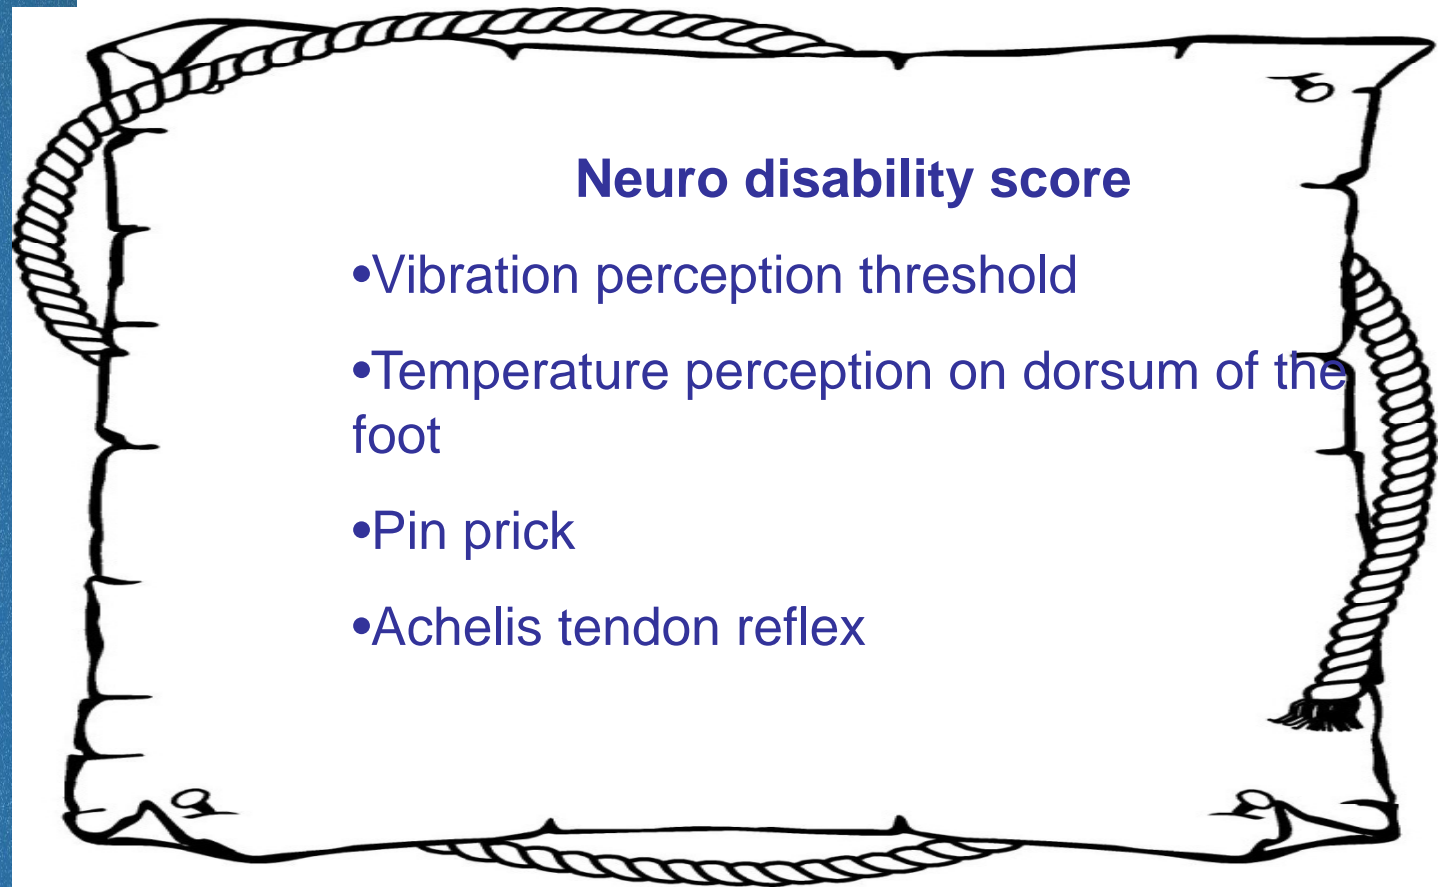 Neuro disability score
•Vibration perception threshold
•Temperature perception on dorsum of the
foot
•Pin prick
•Achelis tendon reflex